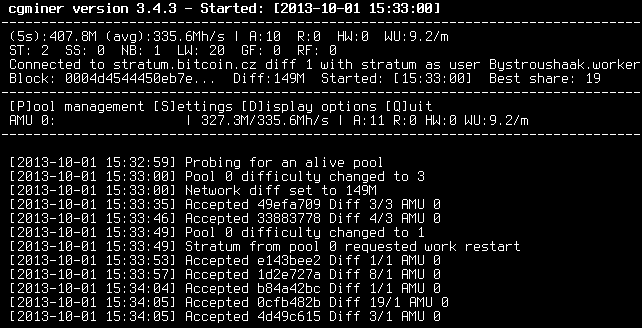 cgminer version 3.4.3 - Started: [2013-10-01 15:33:00]
(5s):407.8M (avg):335.6Mh/s | A:10 R:0 HW:0 WU:9.2/m
ST: 2 SS: 0 NB: 1 LW: 20 GF: 0 RF: 0
Connected to stratum.bitcoin.cz diff 1 with stratum as user Bystroushaak.worker
Block: 0004d4544450eb7e... Diff:149M Started: [15:33:00] Best share: 19
[P]ool management [S]ettings [D]isplay options [Q]uit
AMU 0: | 327.3M/335.6Mh/s | A:11 R:0 HW:0 WU:9.2/m
[2013-10-01 15:32:59] Probing for an alive pool
[2013-10-01 15:33:00] Pool 0 difficulty changed to 3
[2013-10-01 15:33:00] Network diff set to 149M
[2013-10-01 15:33:35] Accepted 49efa709 Diff 3/3 AMU 0
[2013-10-01 15:33:46] Accepted 33883778 Diff 4/3 AMU 0
[2013-10-01 15:33:49] Pool 0 difficulty changed to 1
[2013-10-01 15:33:49] Stratum from pool 0 requested work restart
[2013-10-01 15:33:53] Accepted e143bee2 Diff 1/1 AMU 0
[2013-10-01 15:33:57] Accepted 1d2e727a Diff 8/1 AMU 0
[2013-10-01 15:34:04] Accepted b84a42bc Diff 1/1 AMU 0
[2013-10-01 15:34:05] Accepted 0cfb482b Diff 19/1 AMU 0
[2013-10-01 15:34:05] Accepted 4d49c615 Diff 3/1 AMU 0